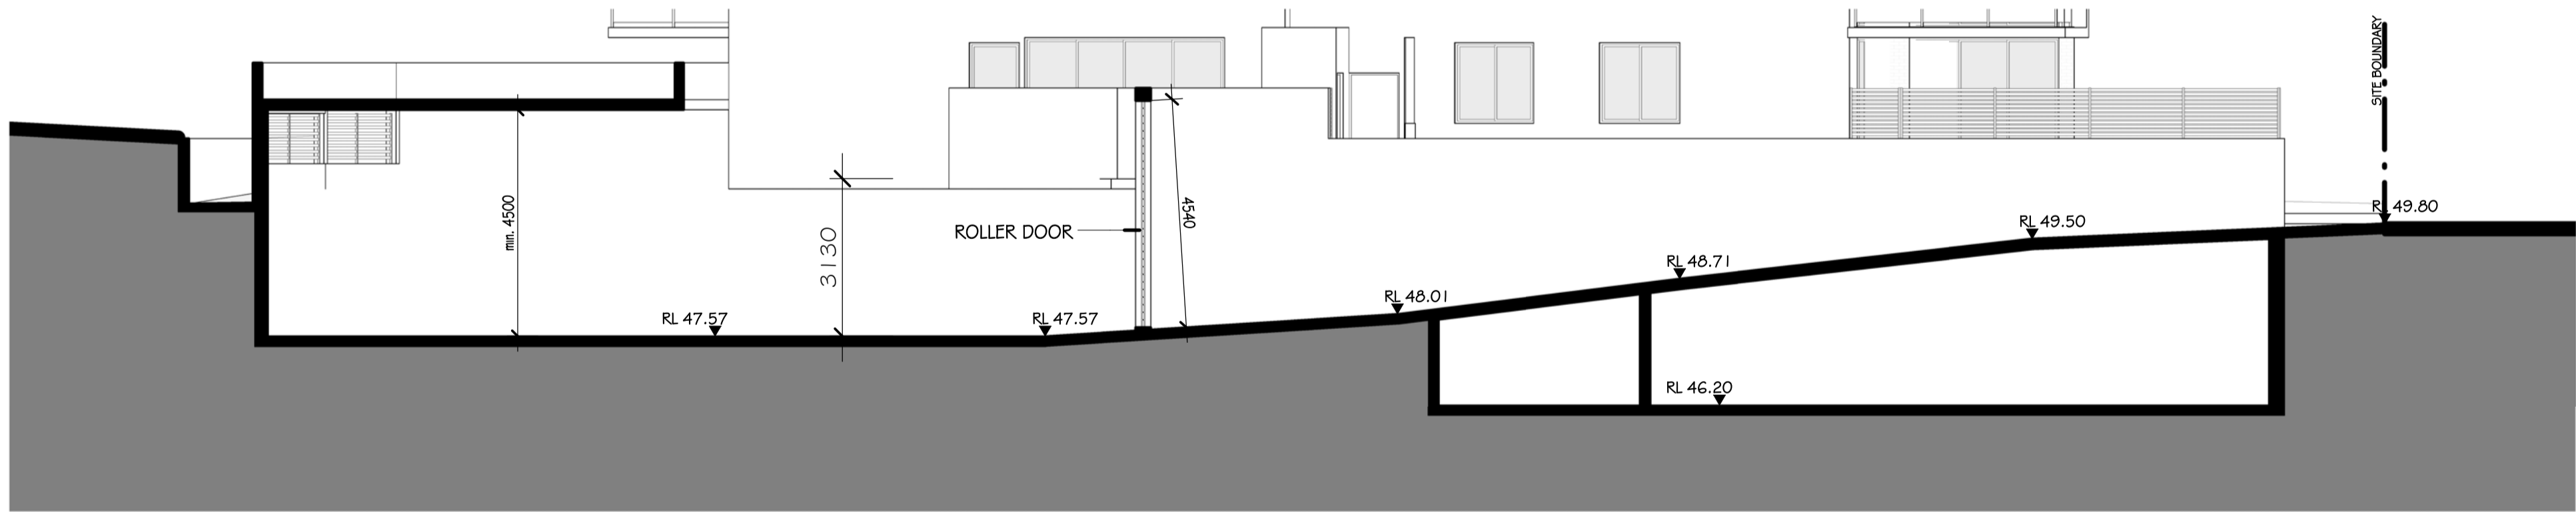 SITE BOUNDARY
min. 4500
3130
4540
ROLLER DOOR
RL 49.80
RL 49.50
RL 48.71
RL 48.01
RL 47.57
RL 47.57
RL 46.20